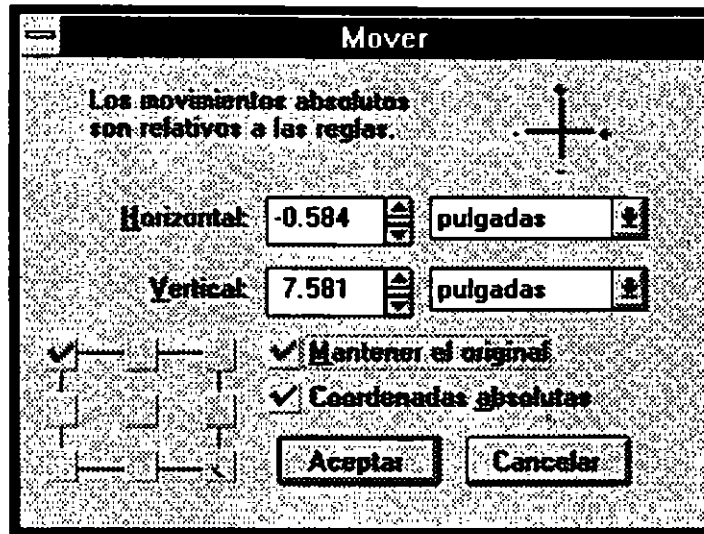 Mover
Los movimientos absolutos
son relativos a las reglas.
Horizontal: -0.584 pulgadas
Vertical: 7.581 pulgadas
Mantener el original
Coordenadas absolutas
Aceptar Cancelar